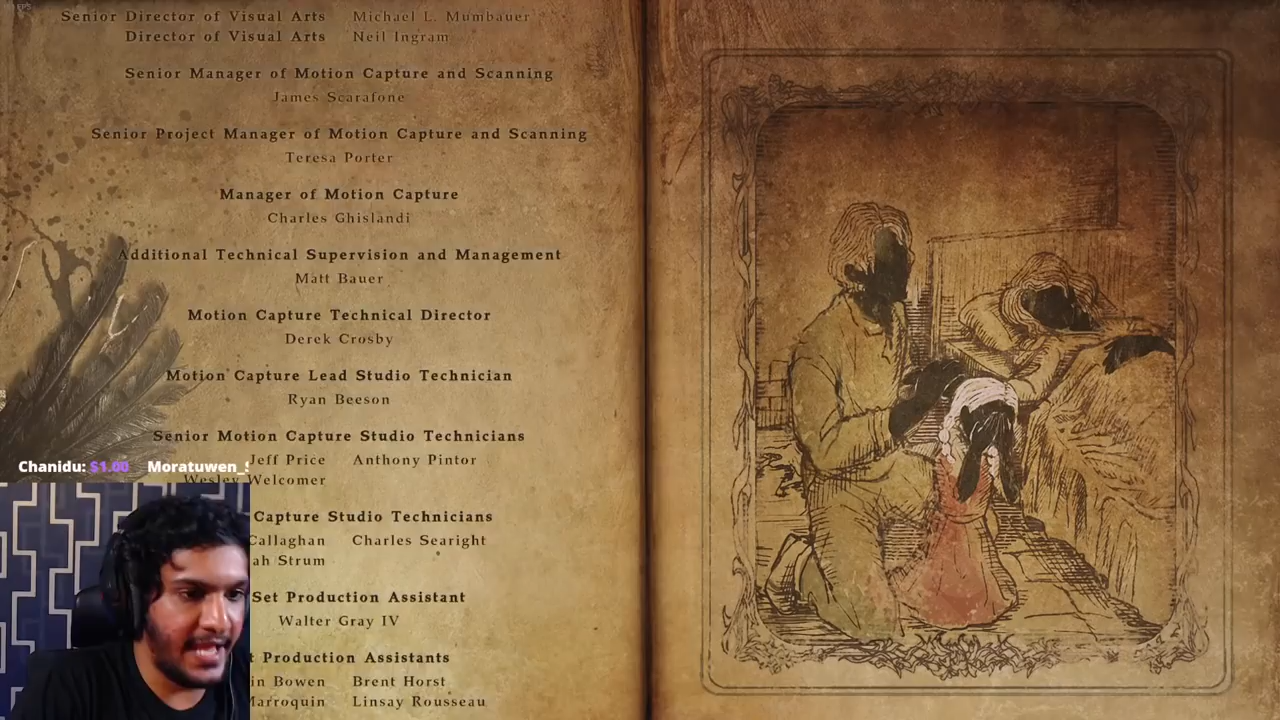 Senior Director of Visual Arts Michael L. Mumbauer
Director of Visual Arts Neil Ingram
Senior Manager of Motion Capture and Scanning
James Scarafone
Senior Project Manager of Motion Capture and Scanning
Teresa Porter
Manager of Motion Capture
Charles Ghislandi
Additional Technical Supervision and Management
Matt Bauer
Motion Capture Technical Director
Derek Crosby
Motion Capture Lead Studio Technician
Ryan Beeson
Senior Motion Capture Studio Technicians
Jeff Price Anthony Pintor
Chanidu: $1.00 Moratuwen_
Wesley Welcomer
Capture Studio Technicians
Callaghan Charles Searight
ah Strum
Set Production Assistant
Walter Gray IV
t Production Assistants
in Bowen Brent Horst
Marroquin Linsay Rousseau